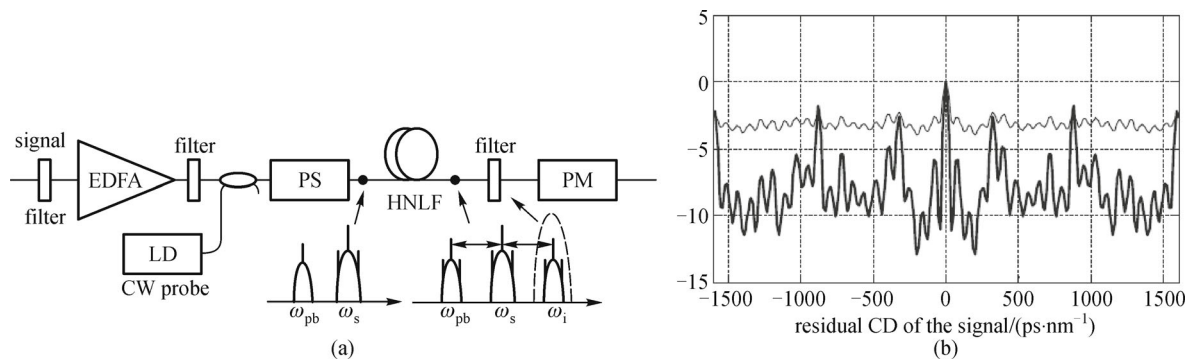 signal
filter
EDFA
filter
LD
CW probe
PS
HNLF
filter
PM
ω_pb ω_s
ω_pb ω_s ω_i
(a)
5
0
−5
−10
−15
−1500 −1000 −500 0 500 1000 1500
residual CD of the signal/(ps·nm⁻¹)
(b)